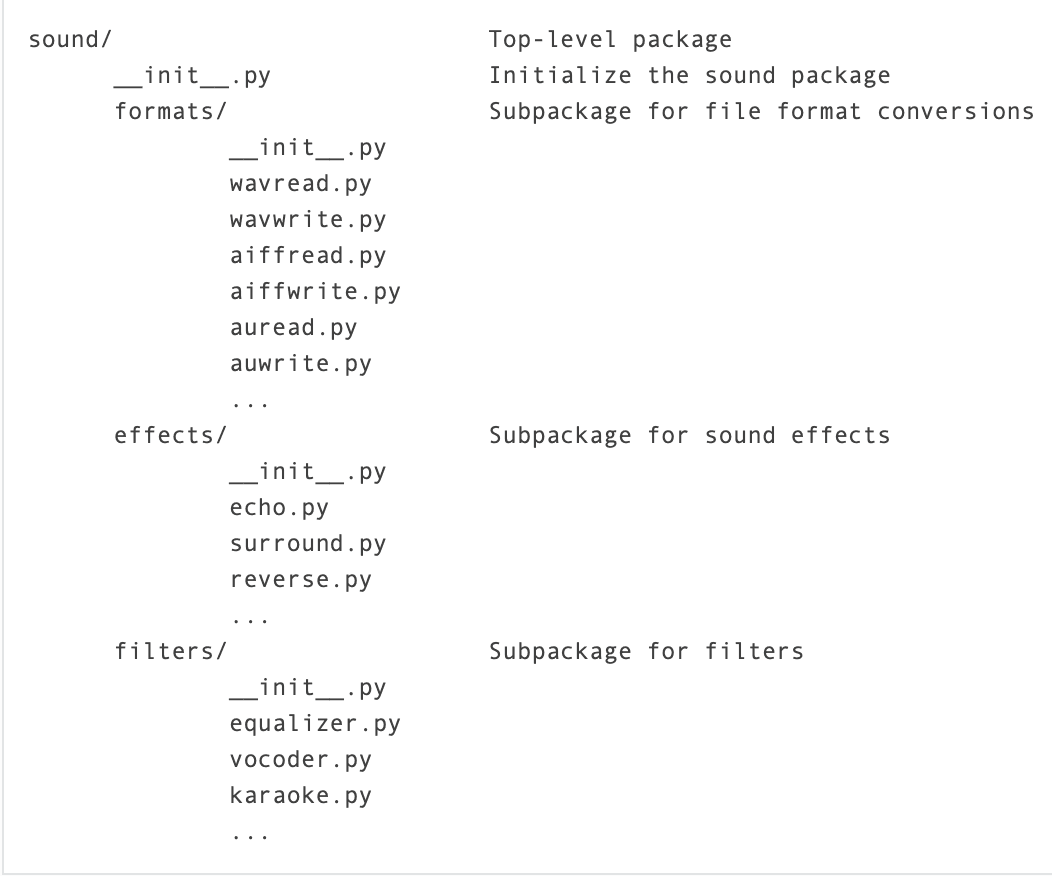 sound/                          Top-level package
      __init__.py               Initialize the sound package
      formats/                  Subpackage for file format conversions
              __init__.py
              wavread.py
              wavwrite.py
              aiffread.py
              aiffwrite.py
              auread.py
              auwrite.py
              ...
      effects/                  Subpackage for sound effects
              __init__.py
              echo.py
              surround.py
              reverse.py
              ...
      filters/                  Subpackage for filters
              __init__.py
              equalizer.py
              vocoder.py
              karaoke.py
              ...